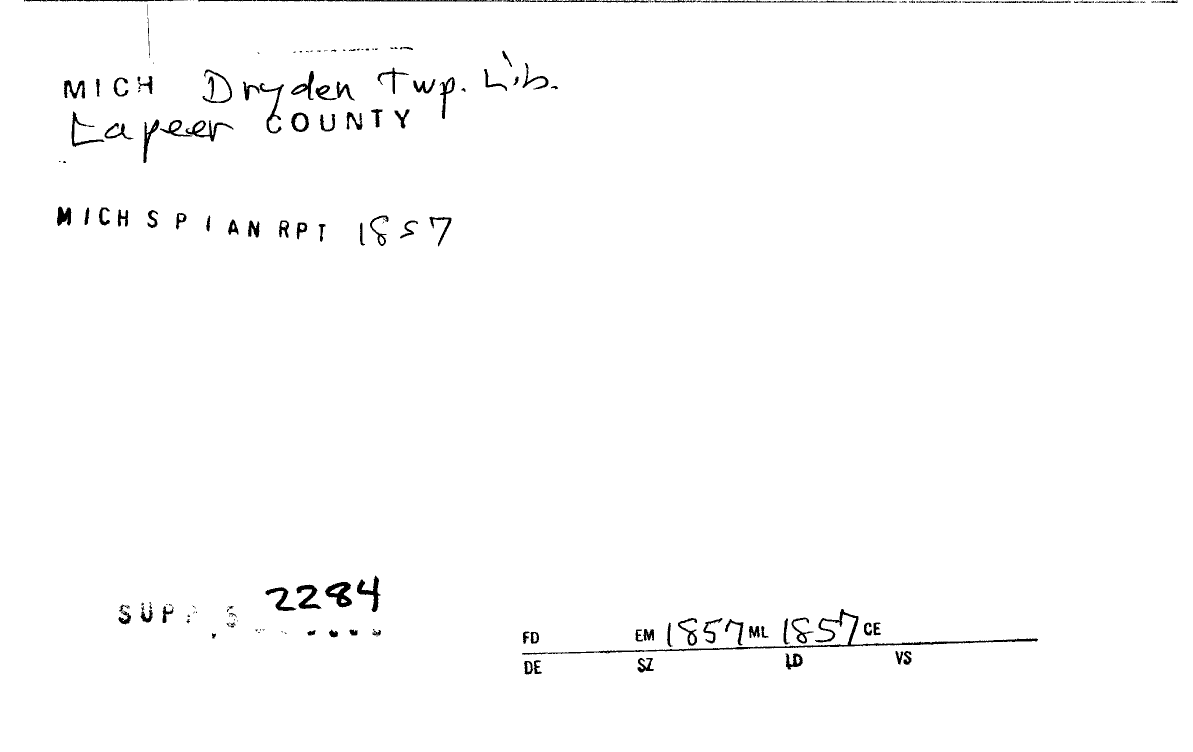 MICH Dryden Twp. Lib.
Lapeer COUNTY
MICH S P I AN RPT 1857
2284
FD EM 1857 ML 1857 CE
DE SZ LD VS